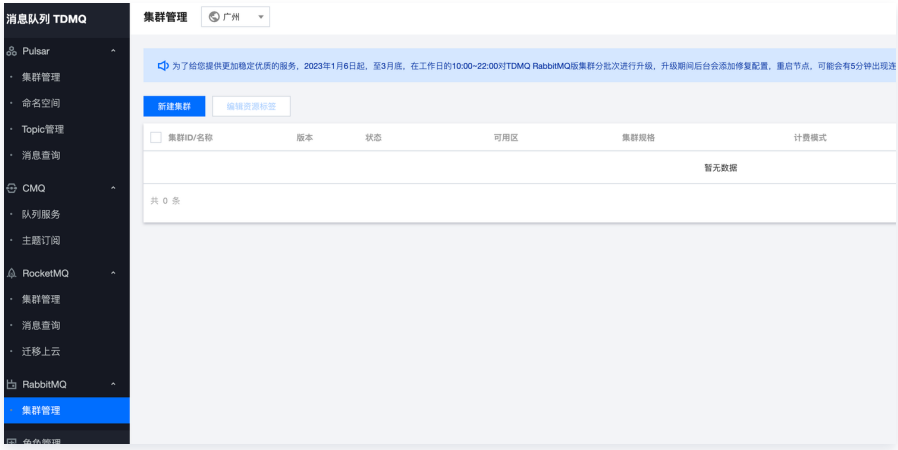 消息队列 TDMQ
Pulsar
集群管理
命名空间
Topic管理
消息查询
CMQ
队列服务
主题订阅
RocketMQ
集群管理
消息查询
迁移上云
RabbitMQ
集群管理
角色管理
集群管理
广州
为了给您提供更加稳定优质的服务，2023年1月6日起，至3月底，在工作日的10:00~22:00对TDMQ RabbitMQ版集群分批次进行升级，升级期间后台会添加修复配置，重启节点，可能会有5分钟出现连
新建集群 编辑资源标签
集群ID/名称 版本 状态 可用区 集群规格 计费模式
暂无数据
共 0 条